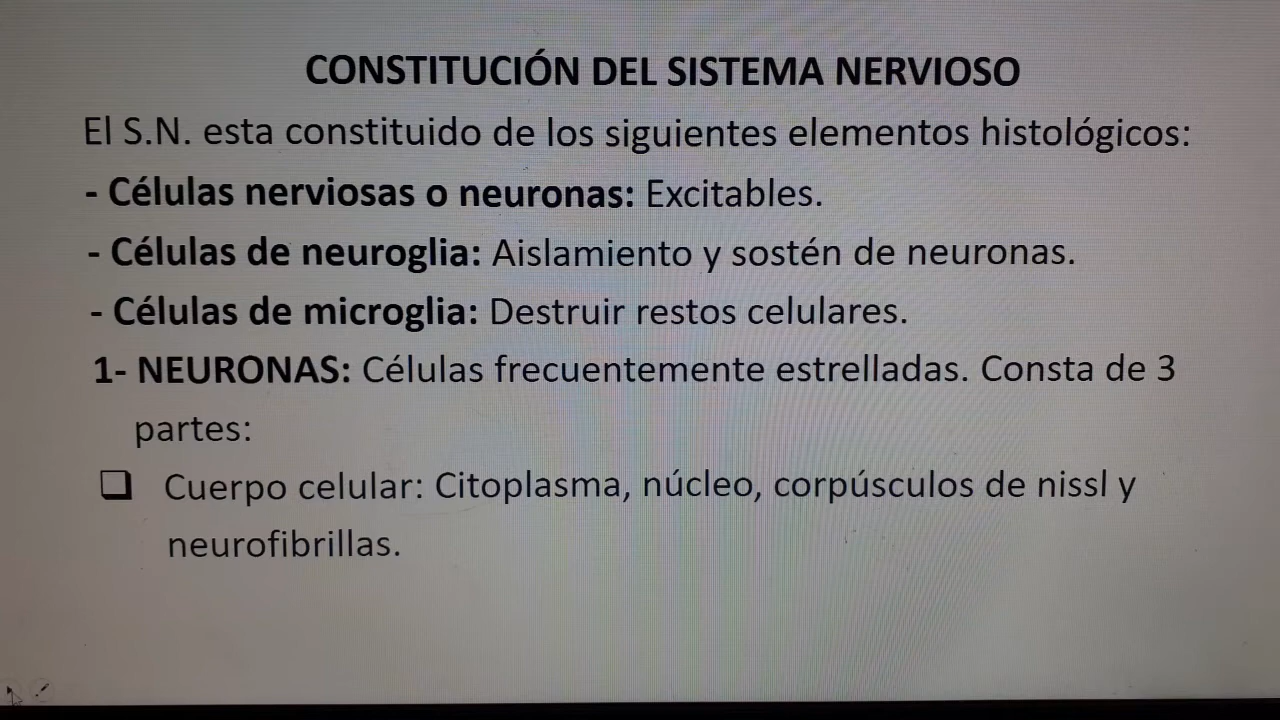 CONSTITUCIÓN DEL SISTEMA NERVIOSO
El S.N. esta constituido de los siguientes elementos histológicos:
- Células nerviosas o neuronas: Excitables.
- Células de neuroglia: Aislamiento y sostén de neuronas.
- Células de microglia: Destruir restos celulares.
1- NEURONAS: Células frecuentemente estrelladas. Consta de 3
partes:
❑ Cuerpo celular: Citoplasma, núcleo, corpúsculos de nissl y
neurofibrillas.